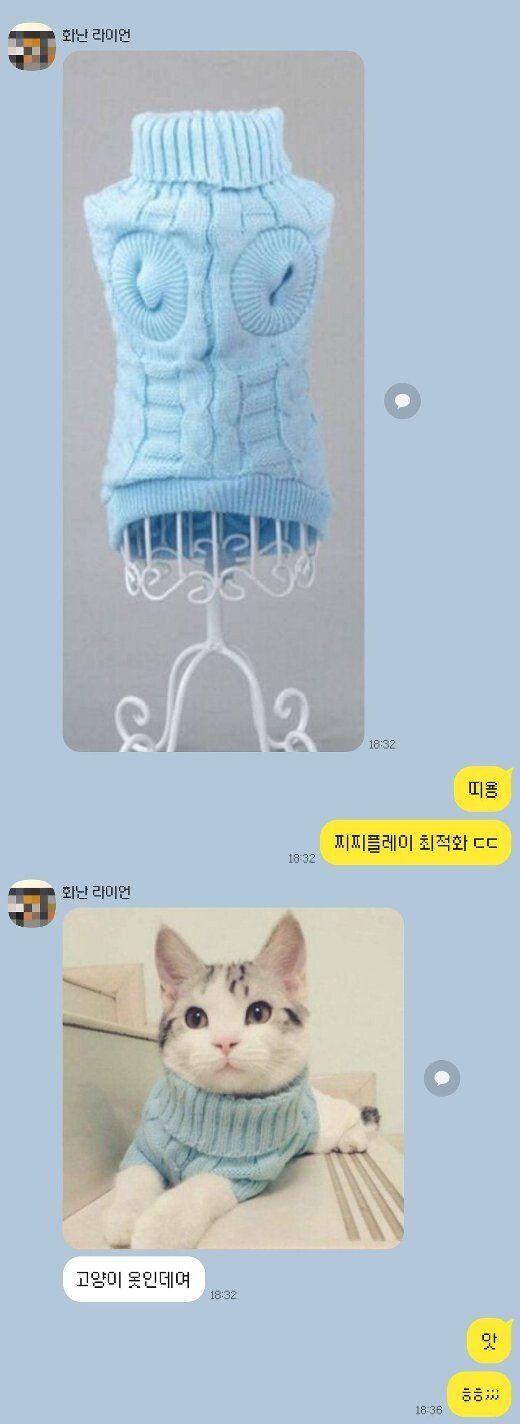 화난 라이언
18:32
띠용
찌찌플레이 최적화 ㄷㄷ
18:32
화난 라이언
고양이 옷인데여
18:32
앗
ㅎㅎ;;;
18:36